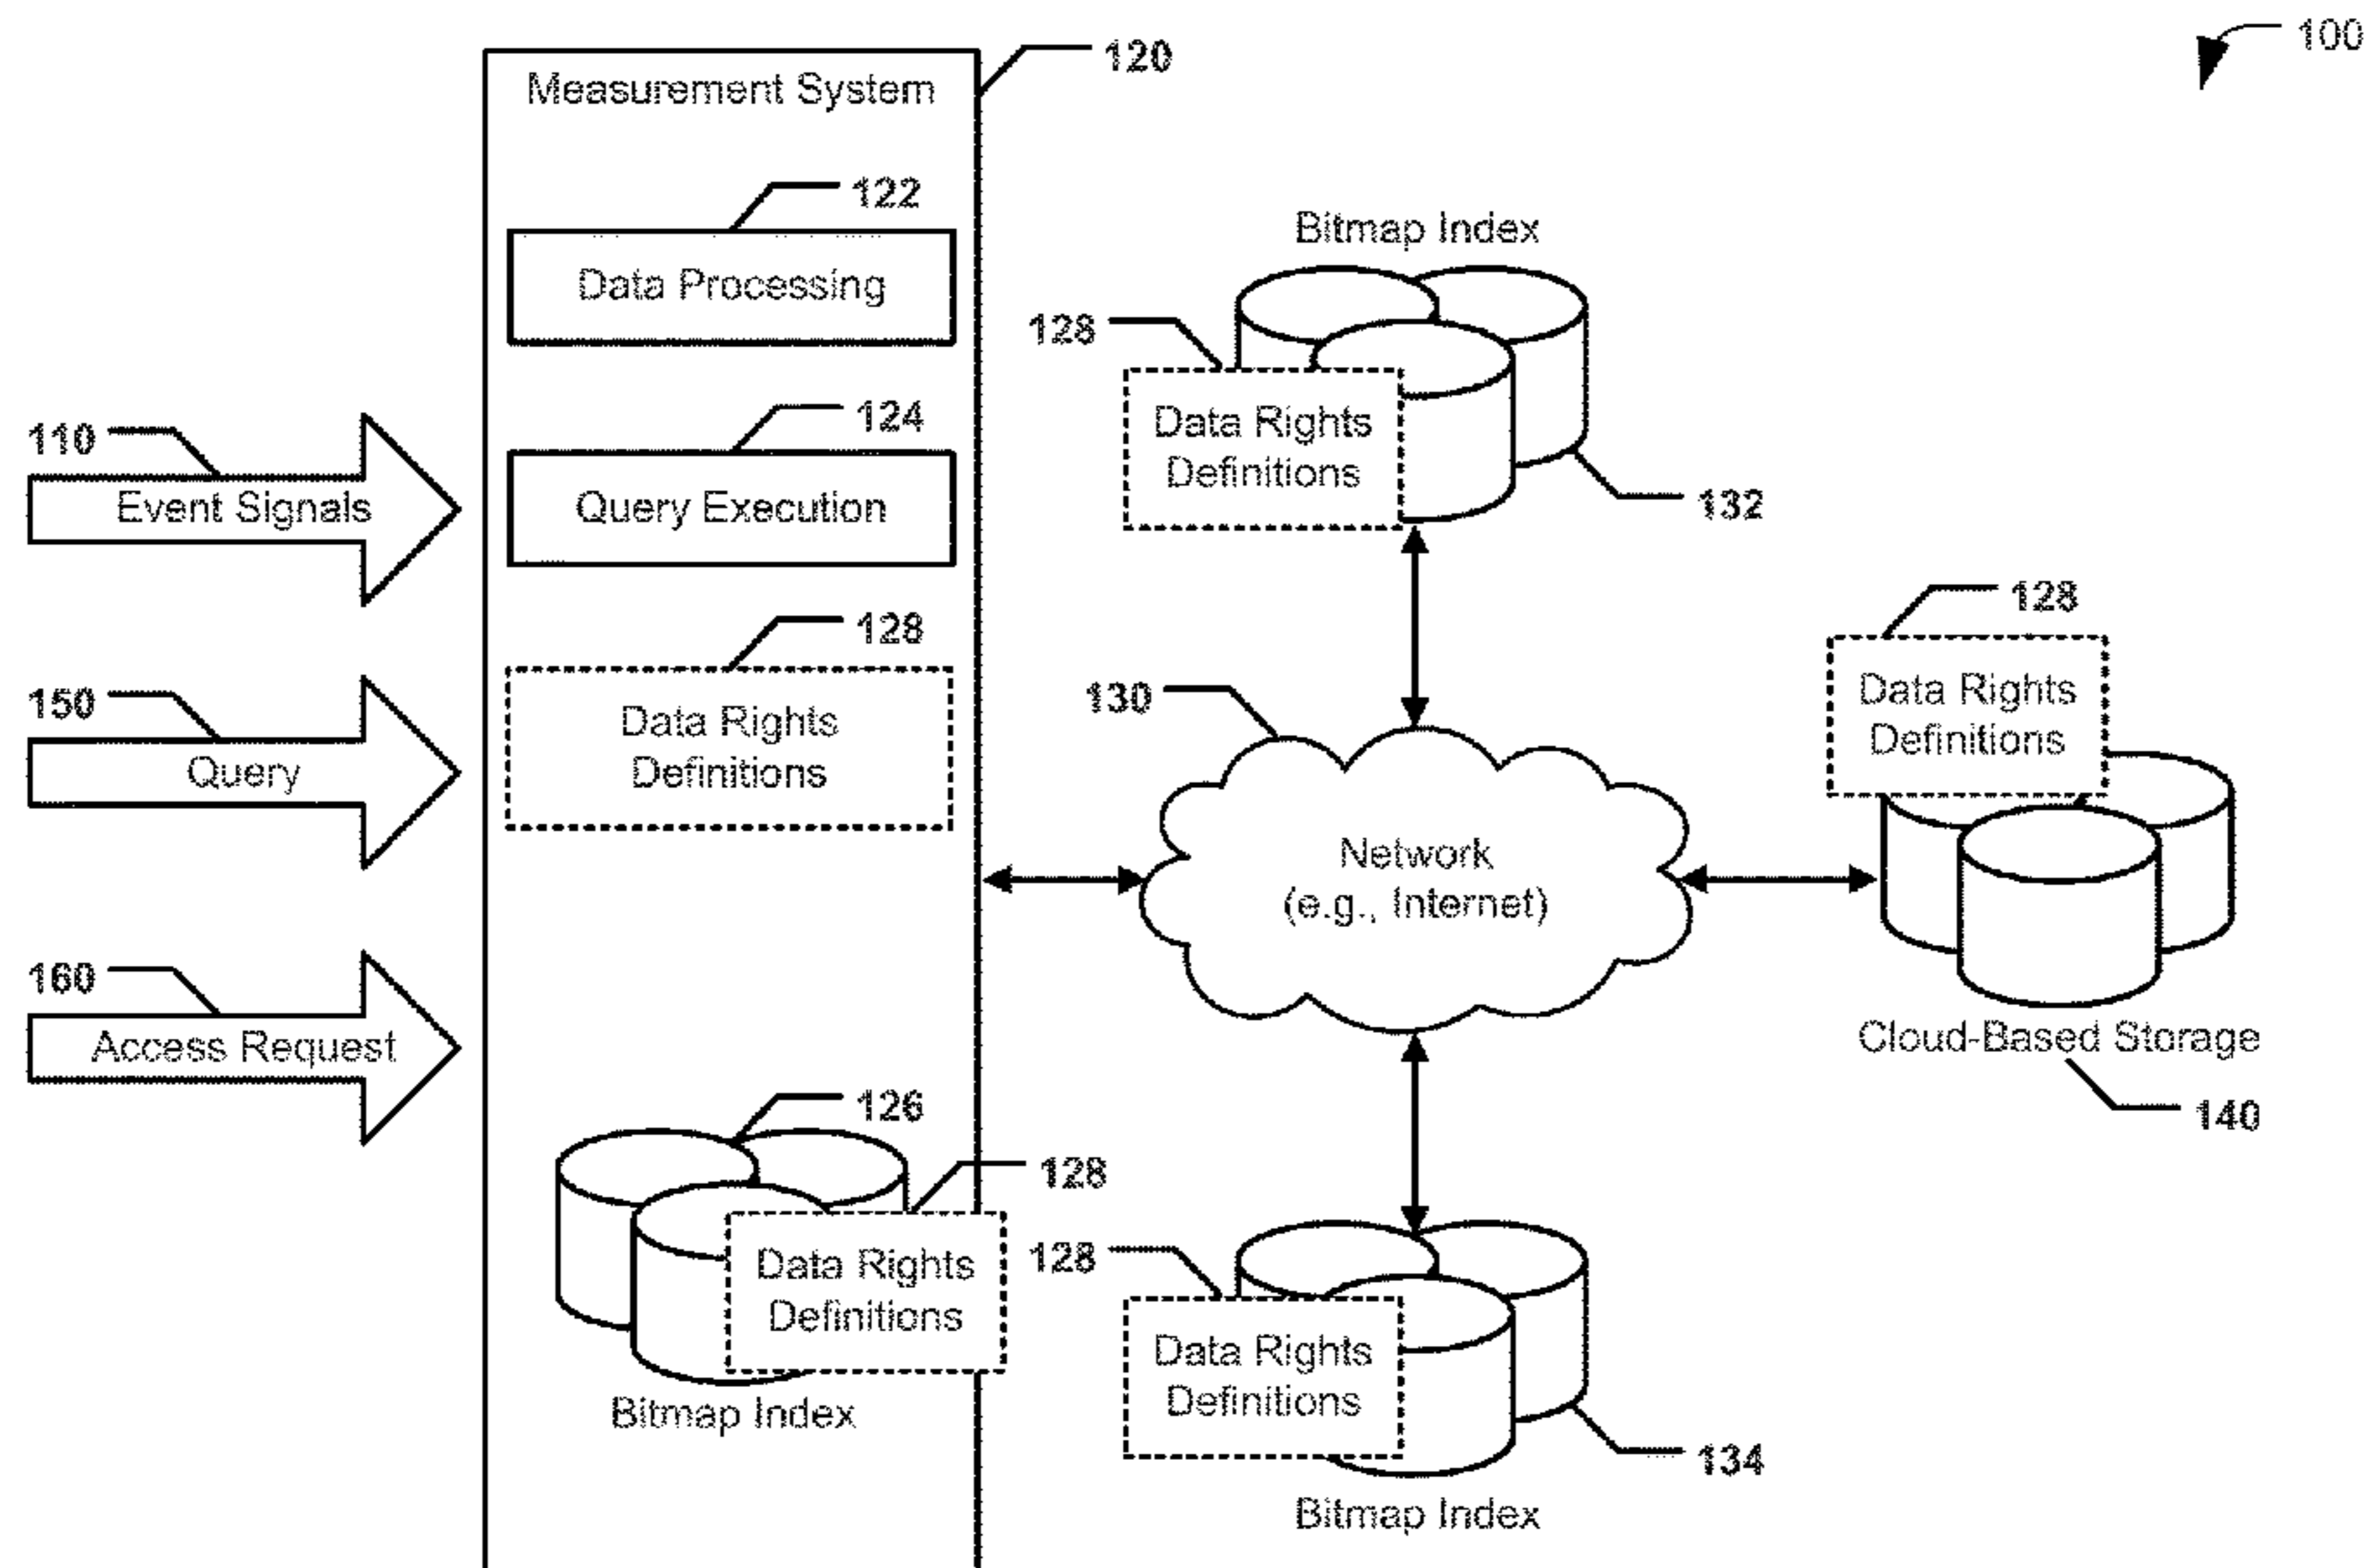 100
120
Measurement System
122
Data Processing
124
Query Execution
128
Data Rights
Definitions
110
Event Signals
150
Query
160
Access Request
126
128
Data Rights
Definitions
Bitmap Index
Bitmap Index
128
Data Rights
Definitions
132
130
Network
(e.g., Internet)
128
Data Rights
Definitions
Cloud-Based Storage
140
128
Data Rights
Definitions
134
Bitmap Index